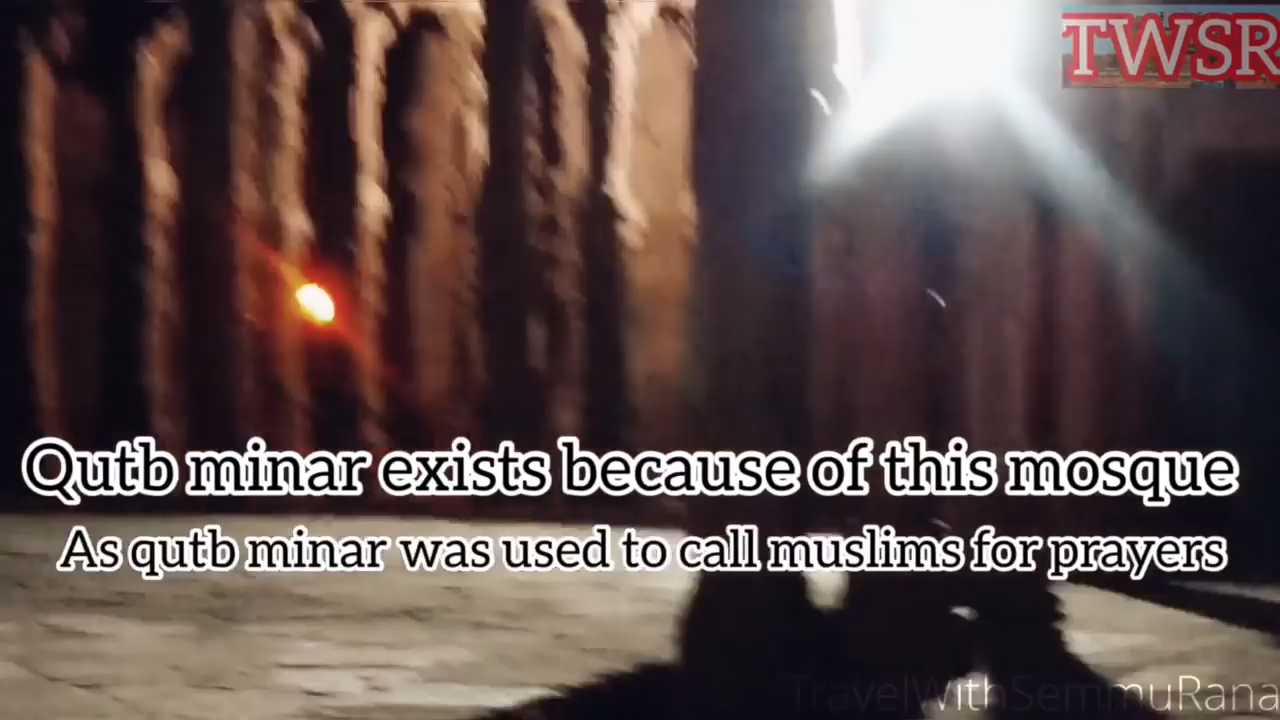 TWSR
Qutb minar exists because of this mosque
As qutb minar was used to call muslims for prayers
TravelWithSemmuRana